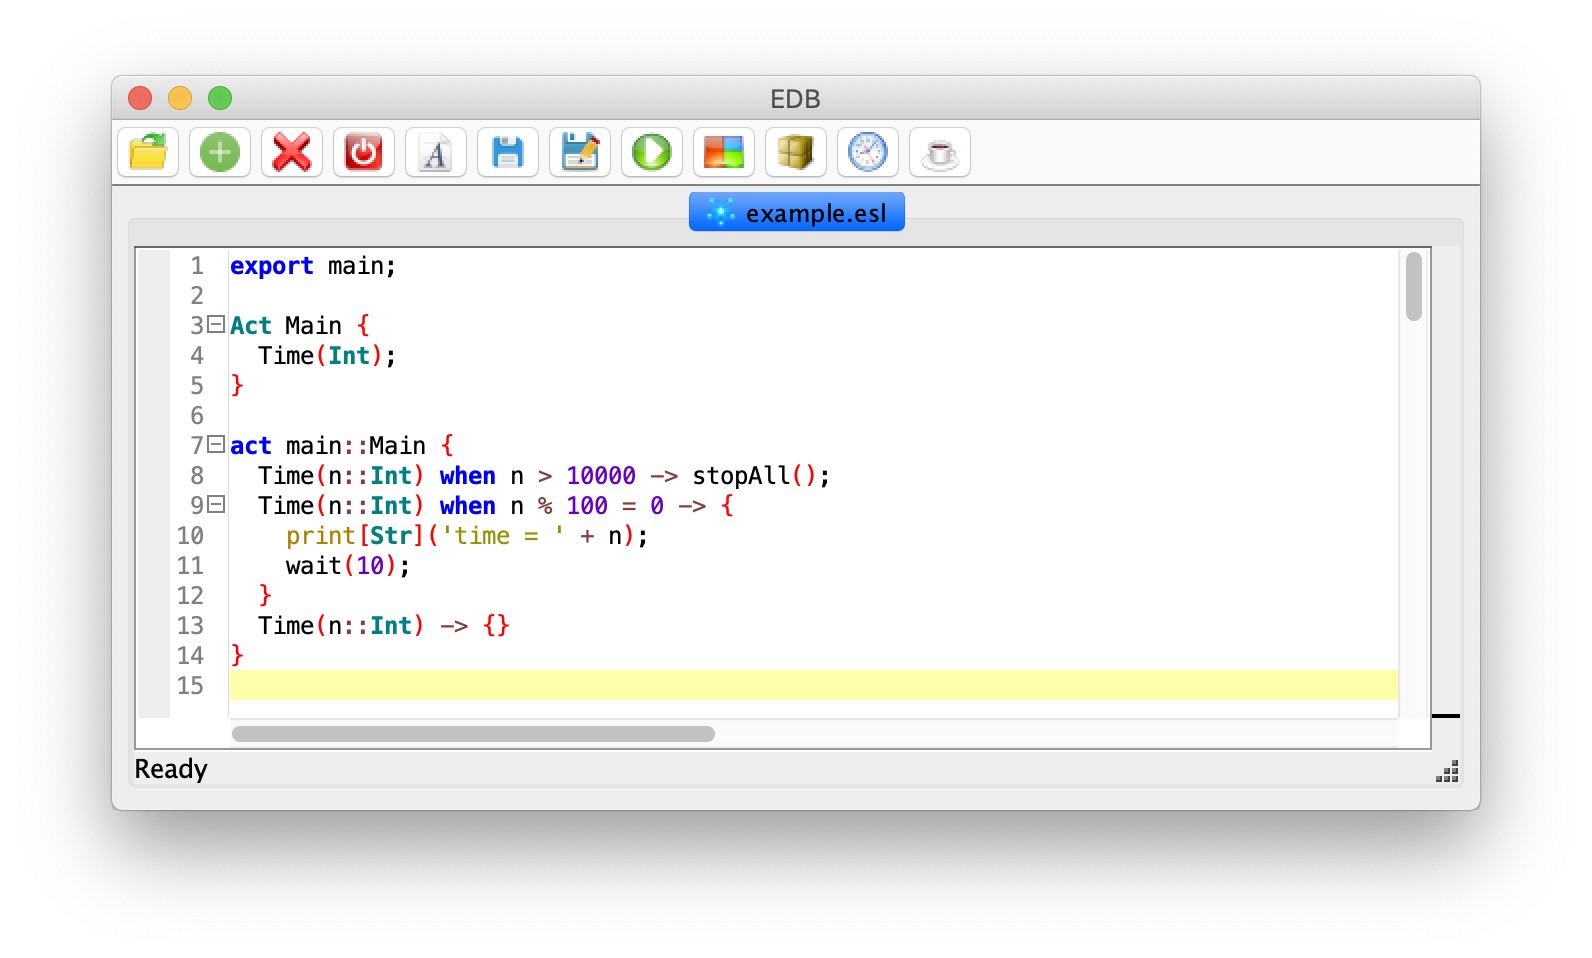 EDB
A
example.esl
1 export main;
2
3 Act Main {
4   Time(Int);
5 }
6
7 act main::Main {
8   Time(n::Int) when n > 10000 -> stopAll();
9   Time(n::Int) when n % 100 = 0 -> {
10     print[Str]('time = ' + n);
11     wait(10);
12   }
13   Time(n::Int) -> {}
14 }
15
Ready